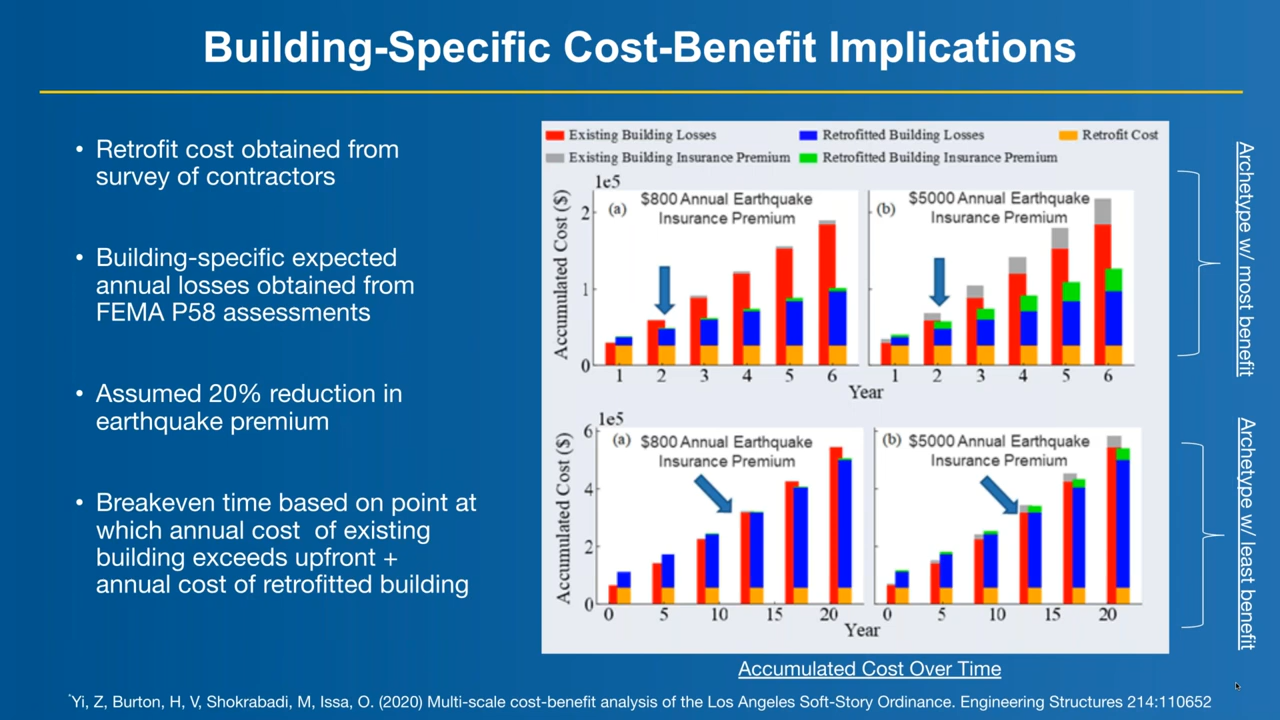 Building-Specific Cost-Benefit Implications
• Retrofit cost obtained from
survey of contractors
• Building-specific expected
annual losses obtained from
FEMA P58 assessments
• Assumed 20% reduction in
earthquake premium
• Breakeven time based on point at
which annual cost of existing
building exceeds upfront +
annual cost of retrofitted building
Existing Building Losses
Retrofitted Building Losses
Retrofit Cost
Existing Building Insurance Premium
Retrofitted Building Insurance Premium
1e5
Accumulated Cost ($)
2
1
0
(a)
$800 Annual Earthquake
Insurance Premium
1 2 3 4 5 6
(b)
$5000 Annual Earthquake
Insurance Premium
1 2 3 4 5 6
Year
Archetype w/ most benefit
1e5
Accumulated Cost ($)
6
4
2
0
(a)
$800 Annual Earthquake
Insurance Premium
0 5 10 15 20
(b)
$5000 Annual Earthquake
Insurance Premium
0 5 10 15 20
Year
Archetype w/ least benefit
Accumulated Cost Over Time
*Yi, Z, Burton, H, V, Shokrabadi, M, Issa, O. (2020) Multi-scale cost-benefit analysis of the Los Angeles Soft-Story Ordinance. Engineering Structures 214:110652